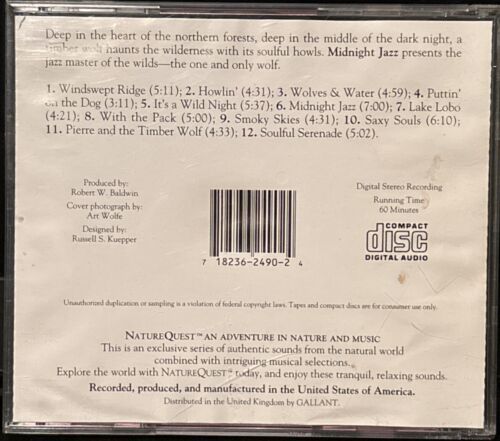 Deep in the heart of the northern forests, deep in the middle of the dark night, a
timber wolf haunts the wilderness with its soulful howls. Midnight Jazz presents the
jazz master of the wilds—the one and only wolf.
1. Windswept Ridge (5:11); 2. Howlin' (4:31); 3. Wolves & Water (4:59); 4. Puttin'
on the Dog (3:11); 5. It's a Wild Night (5:37); 6. Midnight Jazz (7:00); 7. Lake Lobo
(4:21); 8. With the Pack (5:00); 9. Smoky Skies (4:31); 10. Saxy Souls (6:10);
11. Pierre and the Timber Wolf (4:33); 12. Soulful Serenade (5:02).
Produced by:
Robert W. Baldwin
Cover photograph by:
Art Wolfe
Designed by:
Russell S. Kuepper
7 18236-2490-2 4
Digital Stereo Recording
Running Time
60 Minutes
COMPACT
disc
DIGITAL AUDIO
Unauthorized duplication or sampling is a violation of federal copyright laws. Tapes and compact discs are for consumer use only.
NATUREQUEST™ AN ADVENTURE IN NATURE AND MUSIC
This is an exclusive series of authentic sounds from the natural world
combined with intriguing musical selections.
Explore the world with NATUREQUEST™ today, and enjoy these tranquil, relaxing sounds.
Recorded, produced, and manufactured in the United States of America.
Distributed in the United Kingdom by GALLANT.